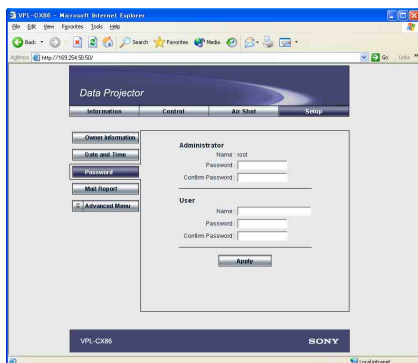 VPL-CX86 - Microsoft Internet Explorer
File Edit View Favorites Tools Help
Back Search Favorites Media
Address http://169.254.50.50/ Go Links »
Data Projector
Information Control Air Shot Setup
Owner Information
Date and Time
Password
Mail Report
Advanced Menu
Administrator
Name : root
Password :
Confirm Password :
User
Name :
Password :
Confirm Password :
Apply
VPL-CX86 SONY
Local intranet